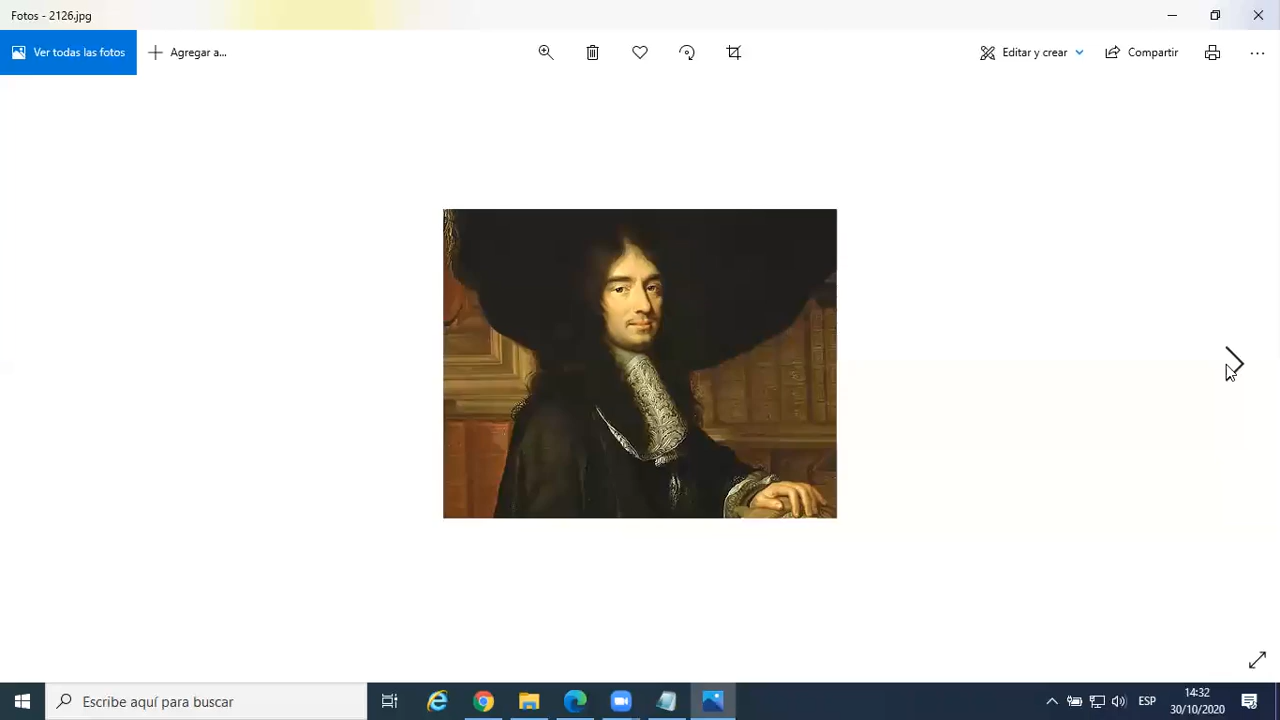 Fotos - 2126.jpg
Ver todas las fotos
Agregar a...
Editar y crear
Compartir
Escribe aquí para buscar
ESP
14:32
30/10/2020